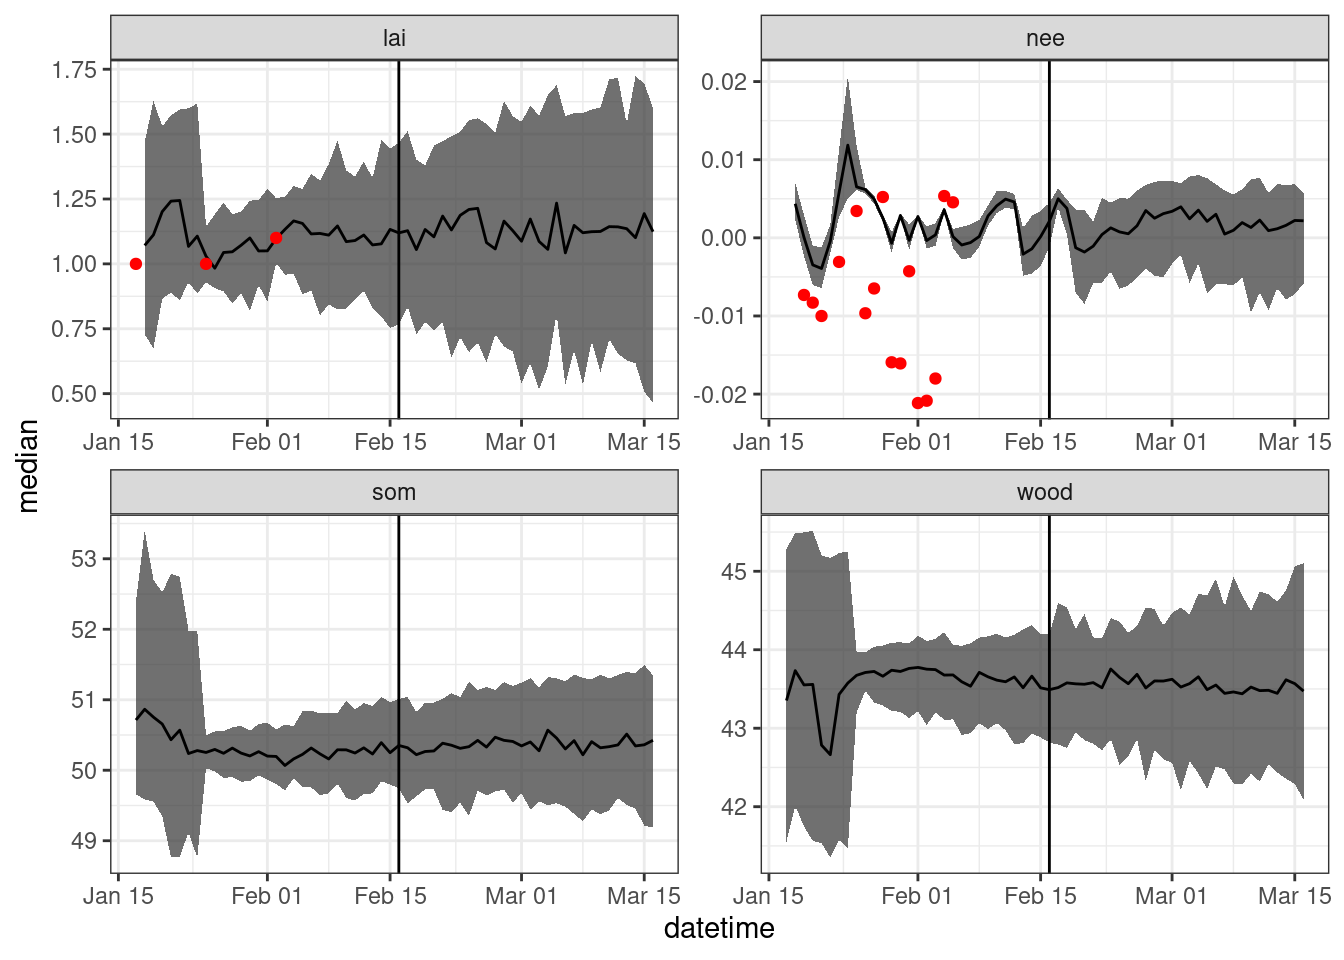 lai
nee
1.75
1.50
1.25
1.00
0.75
0.50
0.02
0.01
0.00
-0.01
-0.02
Jan 15 Feb 01 Feb 15 Mar 01 Mar 15
Jan 15 Feb 01 Feb 15 Mar 01 Mar 15
median
som
wood
53
52
51
50
49
45
44
43
42
Jan 15 Feb 01 Feb 15 Mar 01 Mar 15
Jan 15 Feb 01 Feb 15 Mar 01 Mar 15
datetime